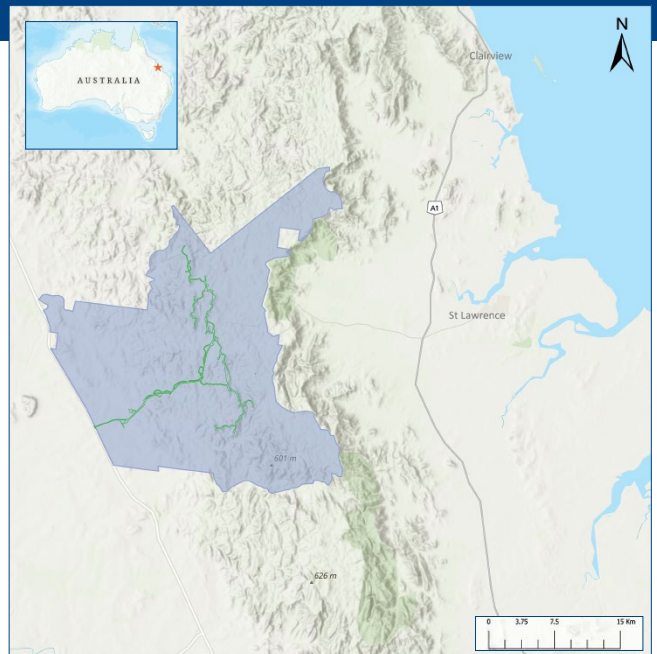 AUSTRALIA
N
Clairview
A1
St Lawrence
601 m
626 m
0 3.75 7.5 15 Km